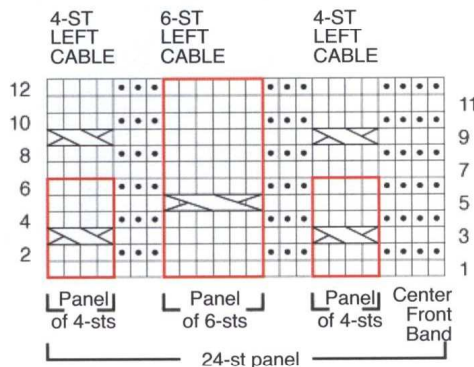 4-ST
LEFT
CABLE
6-ST
LEFT
CABLE
4-ST
LEFT
CABLE
12
10
8
6
4
2
11
9
7
5
3
1
Panel
of 4-sts
Panel
of 6-sts
Panel
of 4-sts
Center
Front
Band
24-st panel